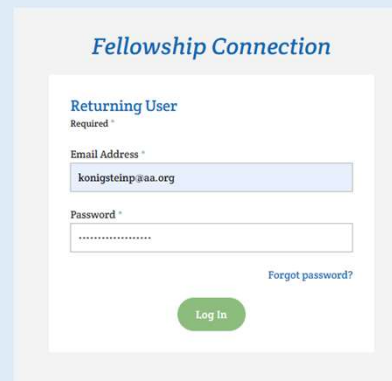 Fellowship Connection
Returning User
Required *
Email Address *
konigsteinp@aa.org
Password *
••••••••••••••••••
Forgot password?
Log In